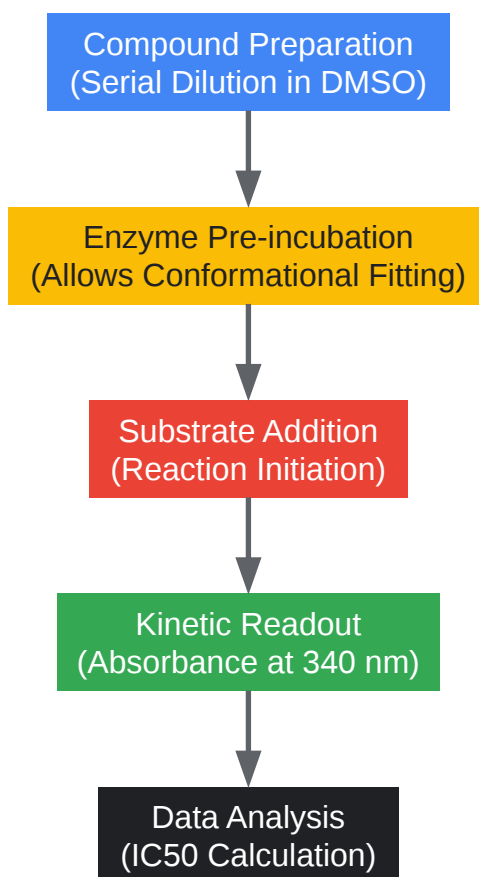 Compound Preparation
(Serial Dilution in DMSO)
Enzyme Pre-incubation
(Allows Conformational Fitting)
Substrate Addition
(Reaction Initiation)
Kinetic Readout
(Absorbance at 340 nm)
Data Analysis
(IC50 Calculation)